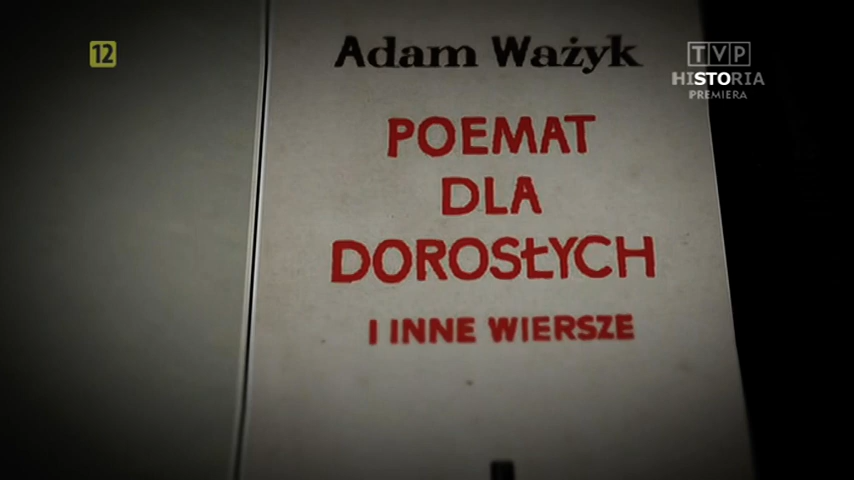 12
TVP
HISTORIA
PREMIERA
Adam Ważyk
POEMAT
DLA
DOROSŁYCH
I INNE WIERSZE